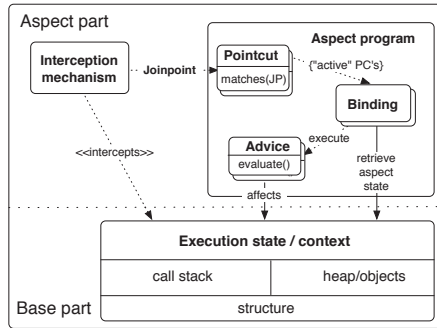 Aspect part
Aspect program
Interception
mechanism
Joinpoint
Pointcut
matches(JP)
{"active" PC's}
Binding
execute
Advice
evaluate()
<<intercepts>>
affects
retrieve
aspect
state
Execution state / context
call stack
heap/objects
structure
Base part